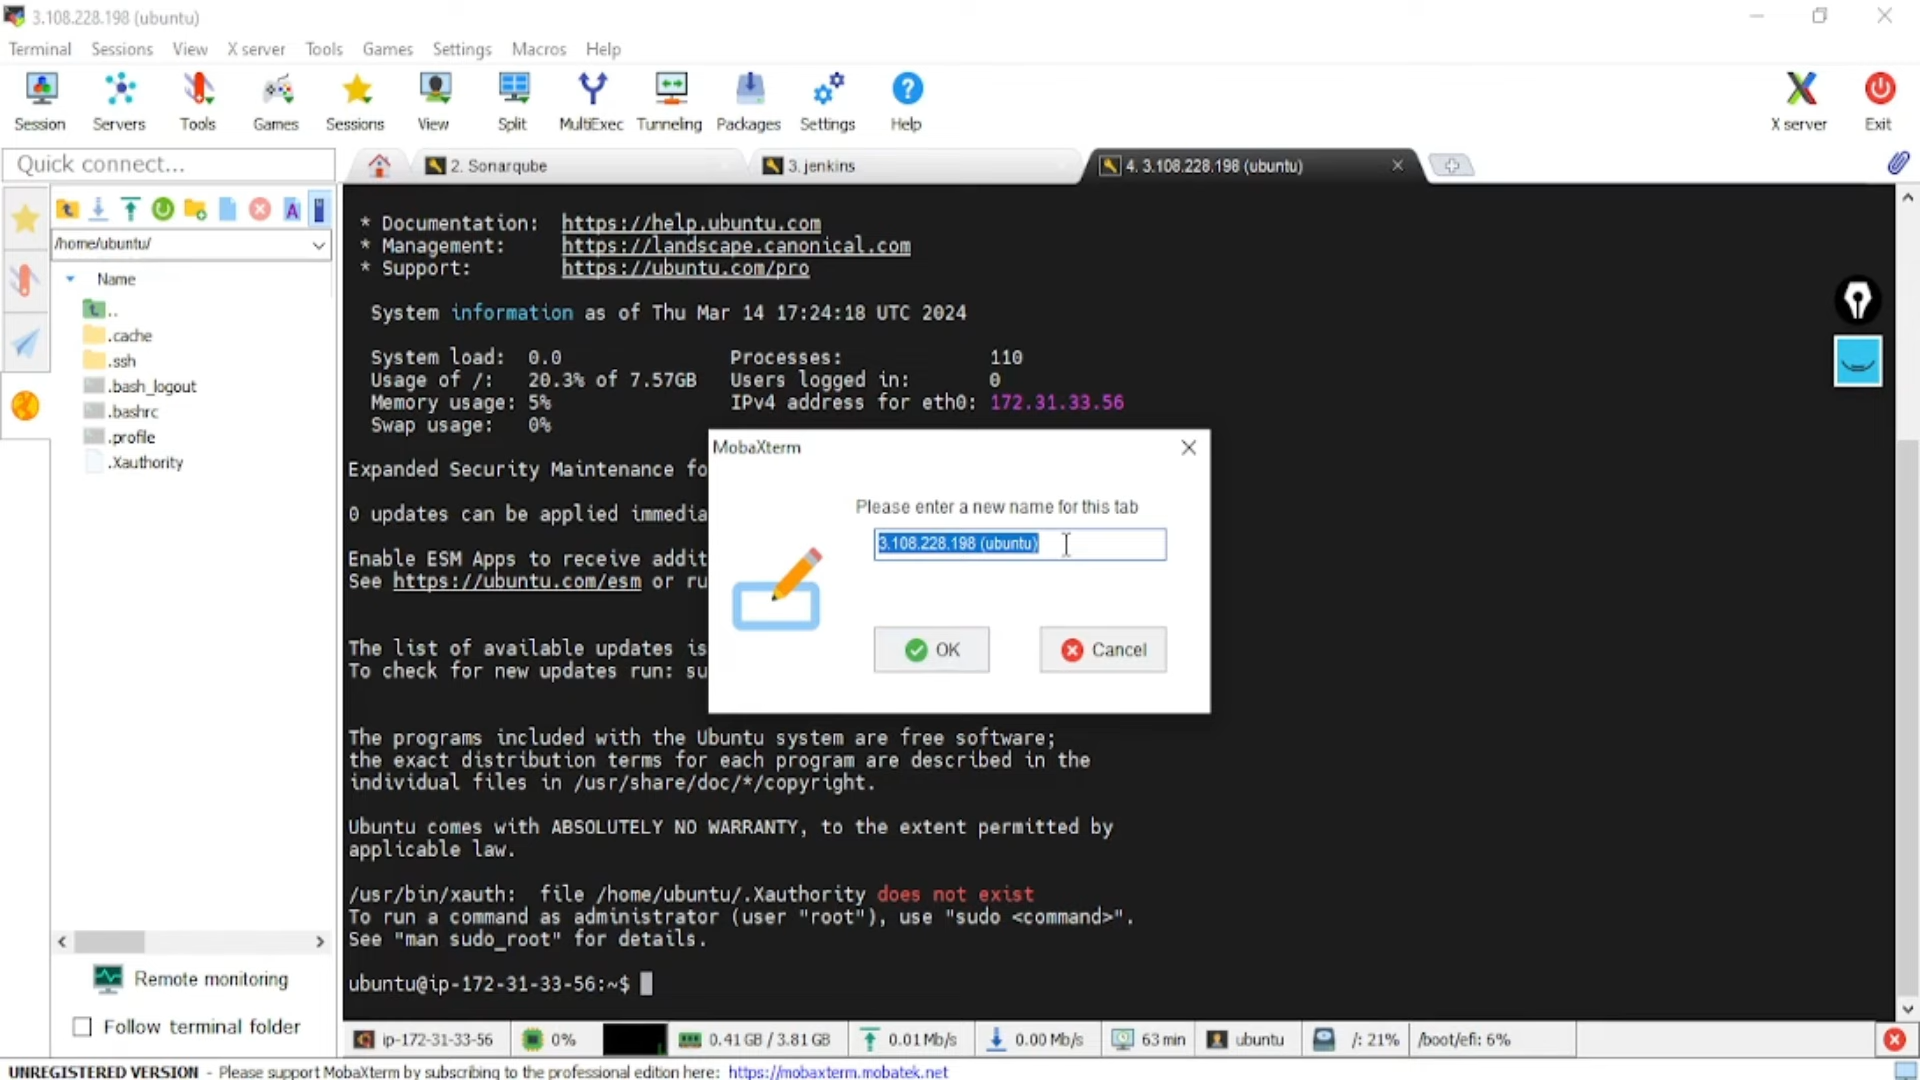 3.108.228.198 (ubuntu)
Terminal Sessions View X server Tools Games Settings Macros Help
Session Servers Tools Games Sessions View Split MultiExec Tunneling Packages Settings Help X server Exit
Quick connect...
2. Sonarqube
3. jenkins
4. 3.108.228.198 (ubuntu)
/home/ubuntu/
Name
..
.cache
.ssh
.bash_logout
.bashrc
.profile
.Xauthority
Remote monitoring
Follow terminal folder
* Documentation: https://help.ubuntu.com
* Management: https://landscape.canonical.com
* Support: https://ubuntu.com/pro
System information as of Thu Mar 14 17:24:18 UTC 2024
System load: 0.0 Processes: 110
Usage of /: 20.3% of 7.57GB Users logged in: 0
Memory usage: 5% IPv4 address for eth0: 172.31.33.56
Swap usage: 0%
Expanded Security Maintenance fo
0 updates can be applied immedia
Enable ESM Apps to receive addit
See https://ubuntu.com/esm or ru
The list of available updates is
To check for new updates run: su
The programs included with the Ubuntu system are free software;
the exact distribution terms for each program are described in the
individual files in /usr/share/doc/*/copyright.
Ubuntu comes with ABSOLUTELY NO WARRANTY, to the extent permitted by
applicable law.
/usr/bin/xauth: file /home/ubuntu/.Xauthority does not exist
To run a command as administrator (user "root"), use "sudo <command>".
See "man sudo_root" for details.
ubuntu@ip-172-31-33-56:~$
MobaXterm
Please enter a new name for this tab
3.108.228.198 (ubuntu)
OK
Cancel
ip-172-31-33-56 0% 0.41 GB / 3.81 GB 0.01 Mb/s 0.00 Mb/s 63 min ubuntu /: 21% /boot/efi: 6%
UNREGISTERED VERSION - Please support MobaXterm by subscribing to the professional edition here: https://mobaxterm.mobatek.net